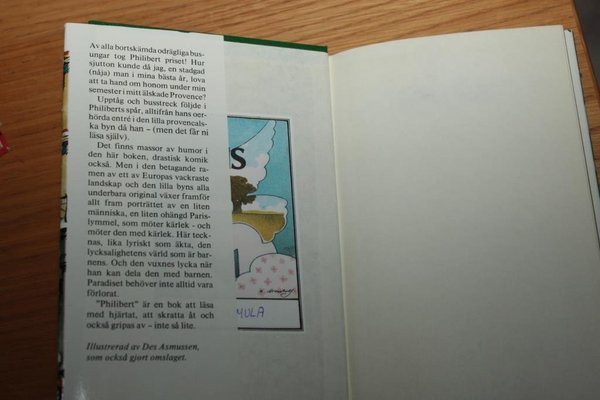 Av alla bortskämda odrägliga bus-
ungar tog Philibert priset! Hur
sjutton kunde då jag, en stadgad
(nåja) man i mina bästa år, lova
att ta hand om honom under min
semester i mitt älskade Provence?
Upptåg och busstreck följde i
Philiberts spår, alltifrån hans oer-
hörda entré i den lilla provencals-
ka byn då han – (men det får ni
läsa själv).
Det finns massor av humor i
den här boken, drastisk komik
också. Men i den betagande ra-
men av ett av Europas vackraste
landskap och den lilla byns alla
underbara original växer framför
allt fram porträttet av en liten
människa, en liten ohängd Paris-
lymmel, som möter kärlek - och
möter den med kärlek. Här teck-
nas, lika lyriskt som äkta, den
lycksalighetens värld som är bar-
nens. Och den vuxnes lycka när
han kan dela den med barnen.
Paradiset behöver inte alltid vara
förlorat.
"Philibert" är en bok att läsa
med hjärtat, att skratta åt och
också gripas av – inte så lite.
Illustrerad av Des Asmussen,
som också gjort omslaget.
S
MULA